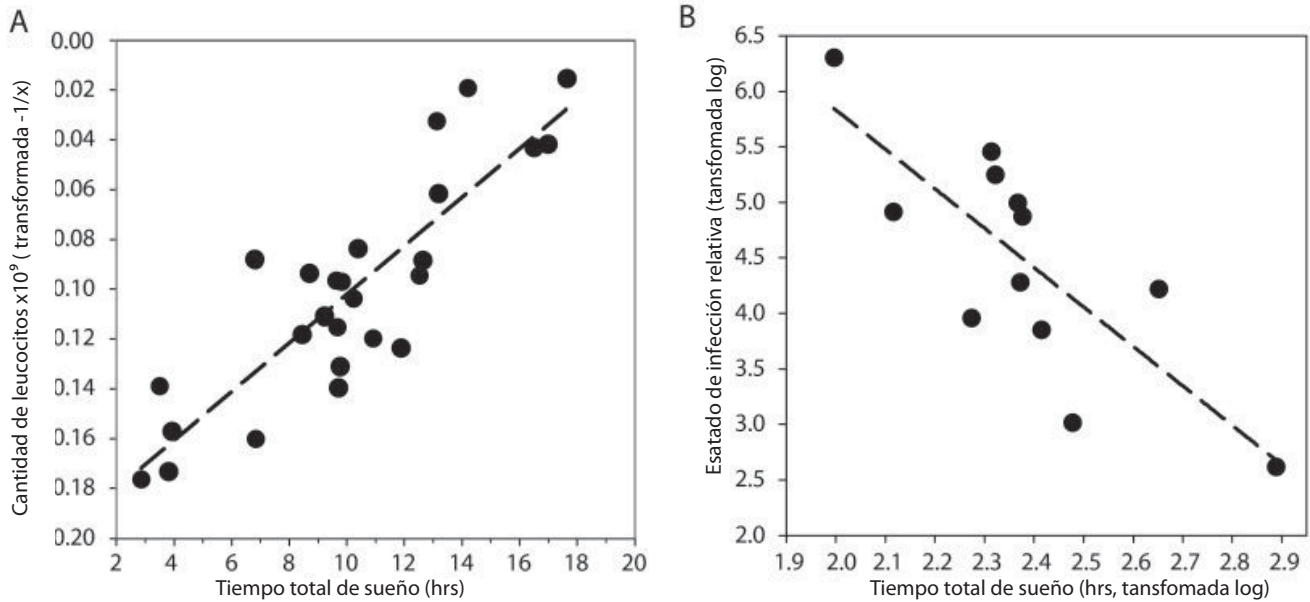 A
Cantidad de leucocitos x10⁹ ( transformada -1/x)
0.00
0.02
0.04
0.06
0.08
0.10
0.12
0.14
0.16
0.18
0.20
2 4 6 8 10 12 14 16 18 20
Tiempo total de sueño (hrs)
B
Esatado de infección relativa (tansfomada log)
6.5
6.0
5.5
5.0
4.5
4.0
3.5
3.0
2.5
2.0
1.9 2.0 2.1 2.2 2.3 2.4 2.5 2.6 2.7 2.8 2.9
Tiempo total de sueño (hrs, tansfomada log)